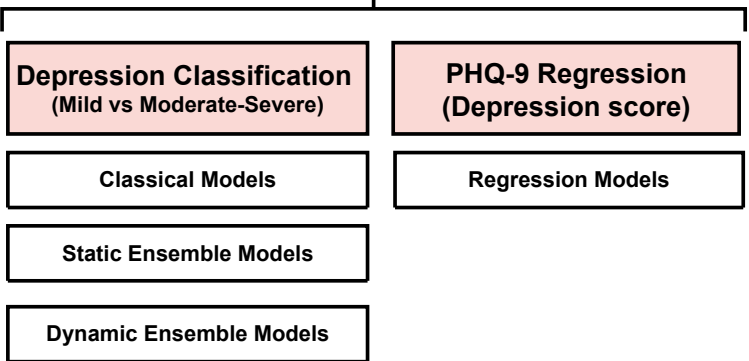 Depression Classification
(Mild vs Moderate-Severe)
PHQ-9 Regression
(Depression score)
Classical Models
Regression Models
Static Ensemble Models
Dynamic Ensemble Models